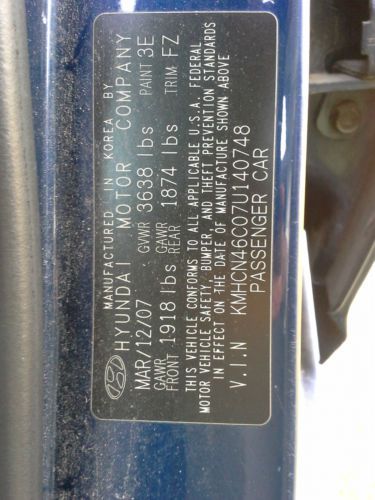 MANUFACTURED IN KOREA BY
HYUNDAI MOTOR COMPANY
MAR/12/07 GVWR 3638 lbs PAINT 3E
GAWR FRONT 1918 lbs GAWR REAR 1874 lbs TRIM FZ
THIS VEHICLE CONFORMS TO ALL APPLICABLE U.S.A. FEDERAL
MOTOR VEHICLE SAFETY, BUMPER, AND THEFT PREVENTION STANDARDS
IN EFFECT ON THE DATE OF MANUFACTURE SHOWN ABOVE
V.I.N KMHCN46C07U140748
PASSENGER CAR